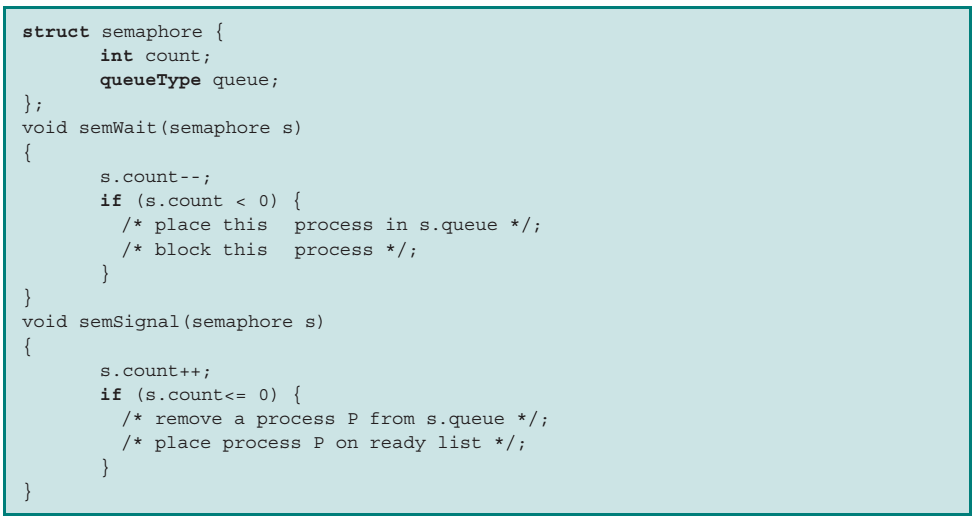 struct semaphore {
       int count;
       queueType queue;
};
void semWait(semaphore s)
{
       s.count--;
       if (s.count < 0) {
         /* place this  process in s.queue */;
         /* block this  process */;
       }
}
void semSignal(semaphore s)
{
       s.count++;
       if (s.count<= 0) {
         /* remove a process P from s.queue */;
         /* place process P on ready list */;
       }
}